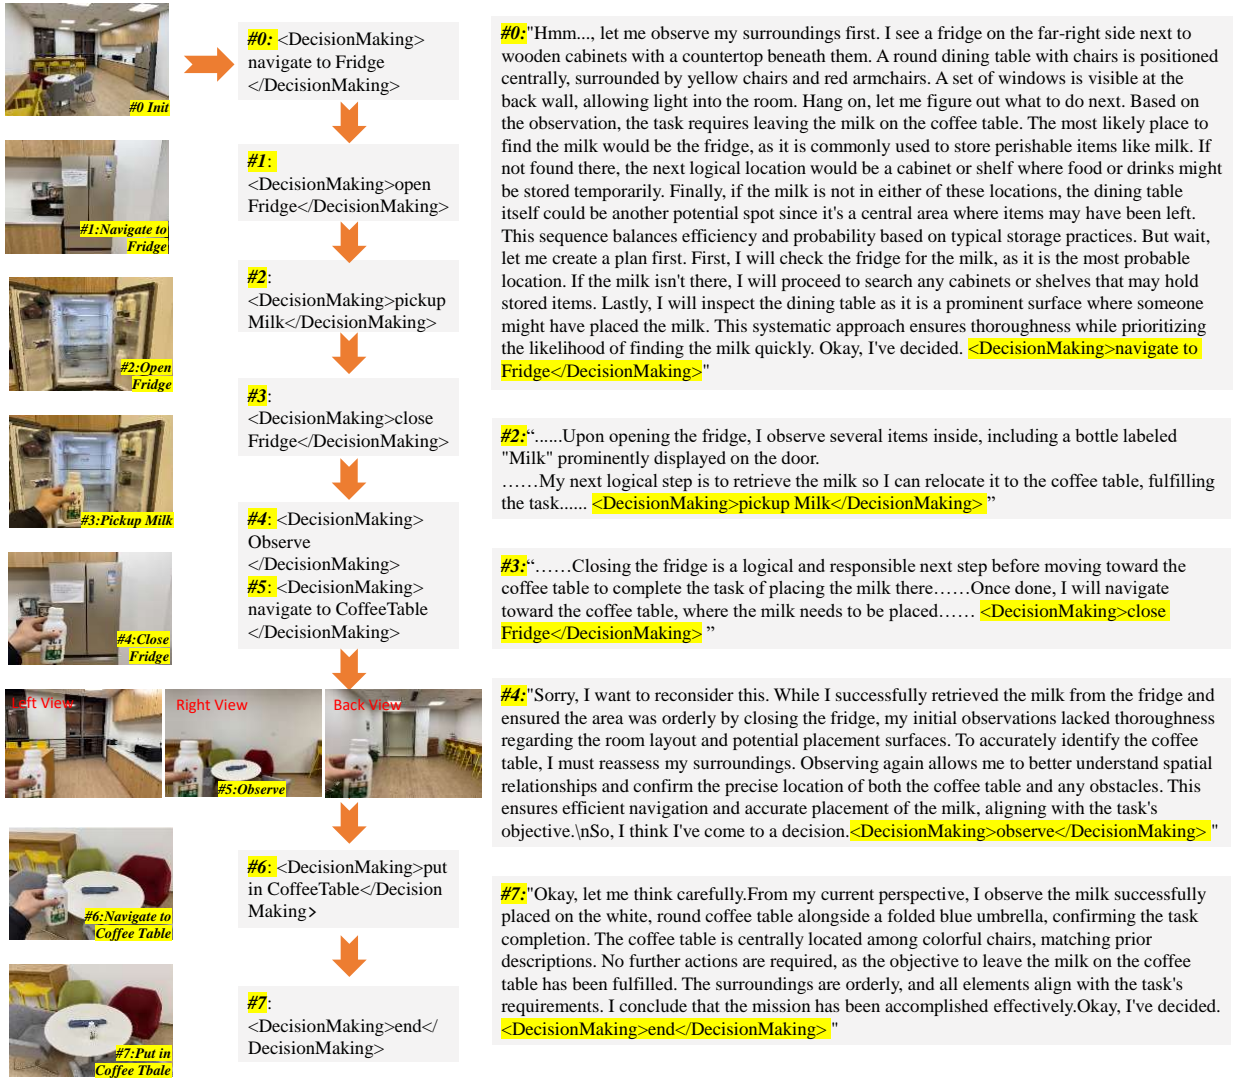 #0 Init
#1:Navigate to
Fridge
#2:Open
Fridge
#3:Pickup Milk
#4:Close
Fridge
Left View
Right View
Back View
#5:Observe
#6:Navigate to
Coffee Table
#7:Put in
Coffee Tbale
#0: <DecisionMaking>
navigate to Fridge
</DecisionMaking>
#1:
<DecisionMaking>open
Fridge</DecisionMaking>
#2:
<DecisionMaking>pickup
Milk</DecisionMaking>
#3:
<DecisionMaking>close
Fridge</DecisionMaking>
#4: <DecisionMaking>
Observe
</DecisionMaking>
#5: <DecisionMaking>
navigate to CoffeeTable
</DecisionMaking>
#6: <DecisionMaking>put
in CoffeeTable</Decision
Making>
#7:
<DecisionMaking>end</
DecisionMaking>
#0:"Hmm..., let me observe my surroundings first. I see a fridge on the far-right side next to
wooden cabinets with a countertop beneath them. A round dining table with chairs is positioned
centrally, surrounded by yellow chairs and red armchairs. A set of windows is visible at the
back wall, allowing light into the room. Hang on, let me figure out what to do next. Based on
the observation, the task requires leaving the milk on the coffee table. The most likely place to
find the milk would be the fridge, as it is commonly used to store perishable items like milk. If
not found there, the next logical location would be a cabinet or shelf where food or drinks might
be stored temporarily. Finally, if the milk is not in either of these locations, the dining table
itself could be another potential spot since it's a central area where items may have been left.
This sequence balances efficiency and probability based on typical storage practices. But wait,
let me create a plan first. First, I will check the fridge for the milk, as it is the most probable
location. If the milk isn't there, I will proceed to search any cabinets or shelves that may hold
stored items. Lastly, I will inspect the dining table as it is a prominent surface where someone
might have placed the milk. This systematic approach ensures thoroughness while prioritizing
the likelihood of finding the milk quickly. Okay, I've decided. <DecisionMaking>navigate to
Fridge</DecisionMaking>"
#2:“......Upon opening the fridge, I observe several items inside, including a bottle labeled
"Milk" prominently displayed on the door.
……My next logical step is to retrieve the milk so I can relocate it to the coffee table, fulfilling
the task...... <DecisionMaking>pickup Milk</DecisionMaking> ”
#3:“……Closing the fridge is a logical and responsible next step before moving toward the
coffee table to complete the task of placing the milk there……Once done, I will navigate
toward the coffee table, where the milk needs to be placed…… <DecisionMaking>close
Fridge</DecisionMaking> ”
#4:"Sorry, I want to reconsider this. While I successfully retrieved the milk from the fridge and
ensured the area was orderly by closing the fridge, my initial observations lacked thoroughness
regarding the room layout and potential placement surfaces. To accurately identify the coffee
table, I must reassess my surroundings. Observing again allows me to better understand spatial
relationships and confirm the precise location of both the coffee table and any obstacles. This
ensures efficient navigation and accurate placement of the milk, aligning with the task's
objective.\nSo, I think I've come to a decision.<DecisionMaking>observe</DecisionMaking> "
#7:"Okay, let me think carefully.From my current perspective, I observe the milk successfully
placed on the white, round coffee table alongside a folded blue umbrella, confirming the task
completion. The coffee table is centrally located among colorful chairs, matching prior
descriptions. No further actions are required, as the objective to leave the milk on the coffee
table has been fulfilled. The surroundings are orderly, and all elements align with the task's
requirements. I conclude that the mission has been accomplished effectively.Okay, I've decided.
<DecisionMaking>end</DecisionMaking> "